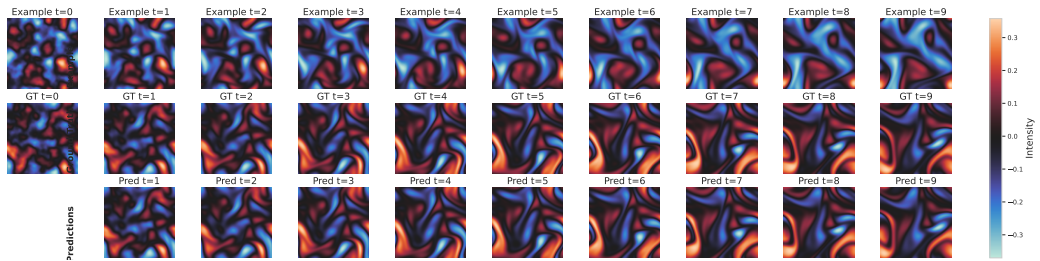 Example t=0 Example t=1 Example t=2 Example t=3 Example t=4 Example t=5 Example t=6 Example t=7 Example t=8 Example t=9
GT t=0 GT t=1 GT t=2 GT t=3 GT t=4 GT t=5 GT t=6 GT t=7 GT t=8 GT t=9
Pred t=1 Pred t=2 Pred t=3 Pred t=4 Pred t=5 Pred t=6 Pred t=7 Pred t=8 Pred t=9
Predictions
0.3
0.2
0.1
0.0
−0.1
−0.2
−0.3
Intensity